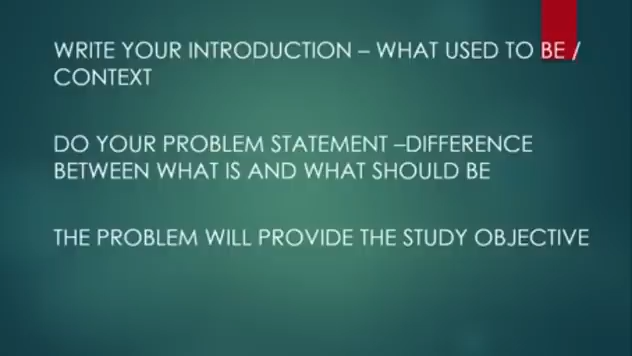 WRITE YOUR INTRODUCTION – WHAT USED TO BE /
CONTEXT
DO YOUR PROBLEM STATEMENT –DIFFERENCE
BETWEEN WHAT IS AND WHAT SHOULD BE
THE PROBLEM WILL PROVIDE THE STUDY OBJECTIVE